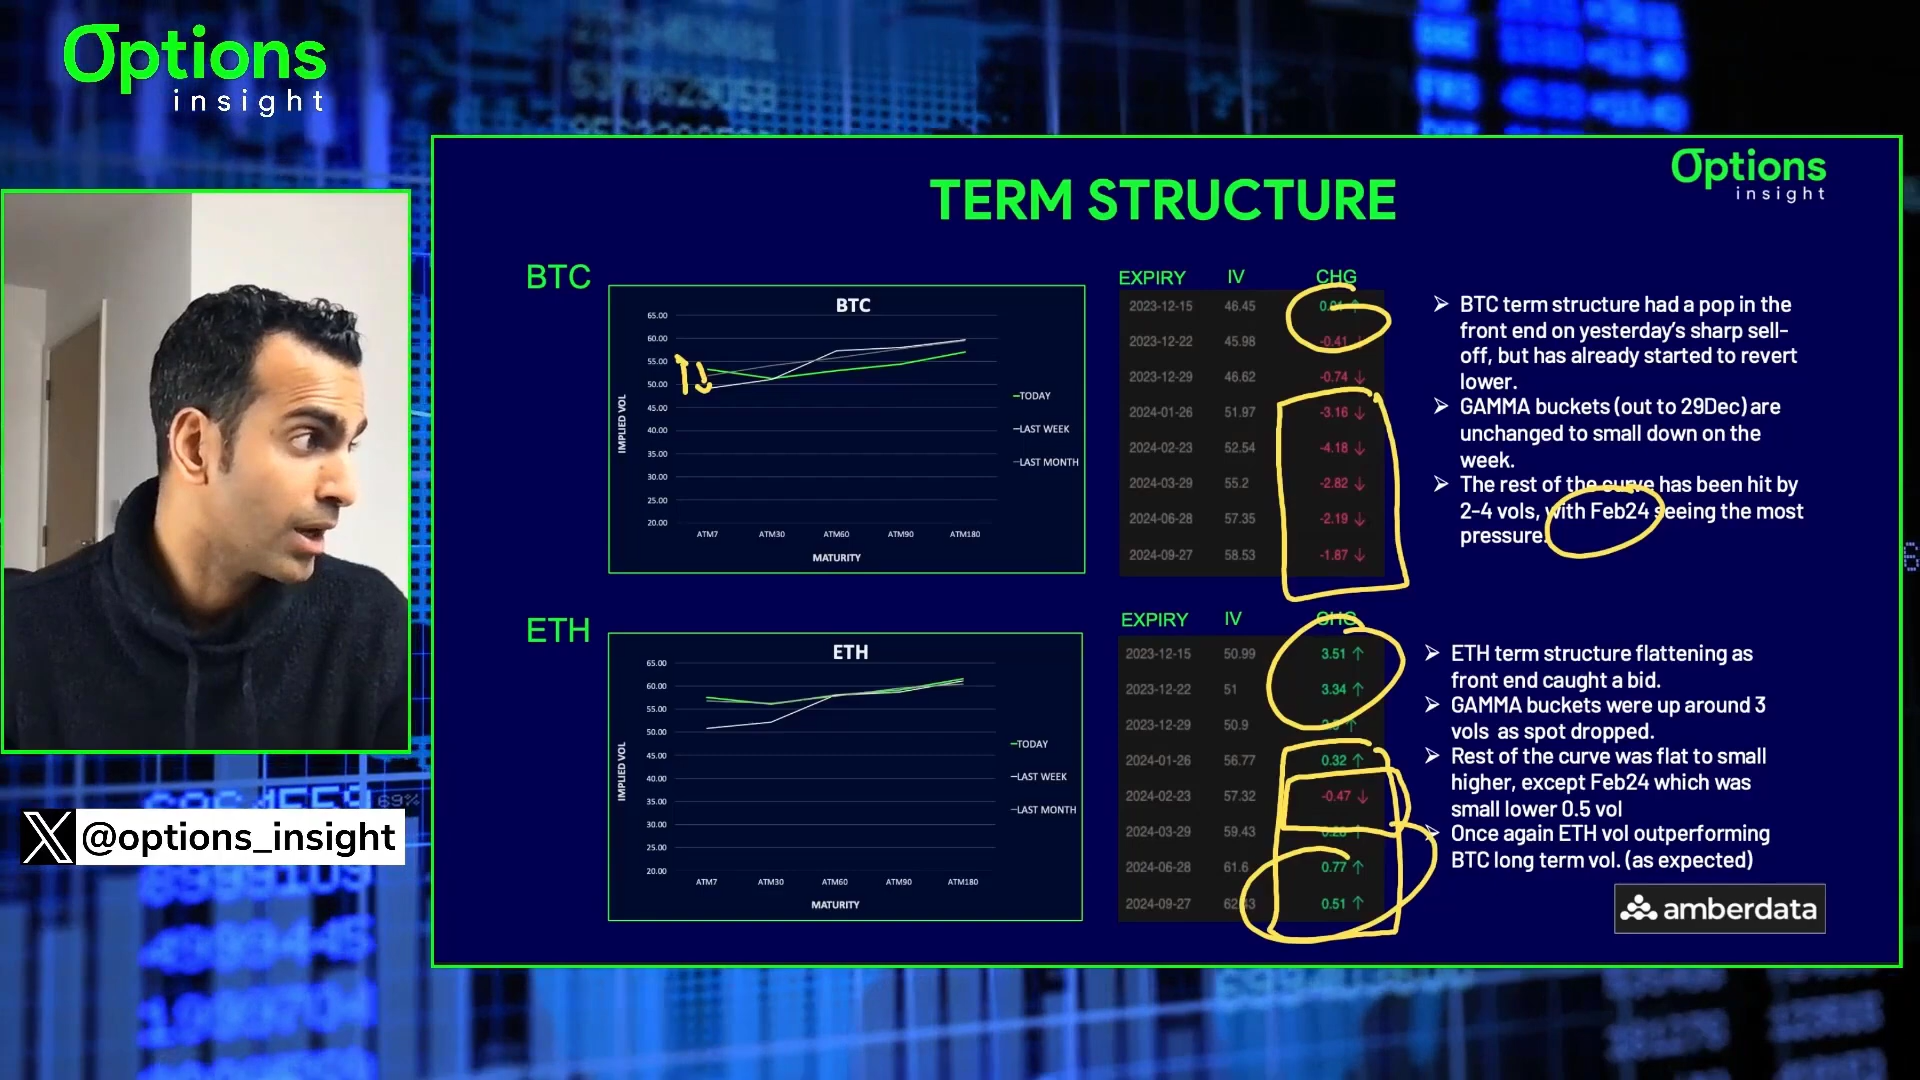 Options
insight
@options_insight
Options
insight
TERM STRUCTURE
BTC
BTC
65.00
60.00
55.00
50.00
45.00
40.00
35.00
30.00
25.00
20.00
IMPLIED VOL
ATM7 ATM30 ATM60 ATM90 ATM180
MATURITY
TODAY
LAST WEEK
LAST MONTH
EXPIRY IV CHG
2023-12-15 46.45
2023-12-22 45.98 -0.41
2023-12-29 46.62 -0.74 ↓
2024-01-26 51.97 -3.16 ↓
2024-02-23 52.54 -4.18 ↓
2024-03-29 55.2 -2.82 ↓
2024-06-28 57.35 -2.19 ↓
2024-09-27 58.53 -1.87 ↓
➢ BTC term structure had a pop in the
front end on yesterday's sharp sell-
off, but has already started to revert
lower.
➢ GAMMA buckets (out to 29Dec) are
unchanged to small down on the
week.
➢ The rest of the curve has been hit by
2-4 vols, with Feb24 seeing the most
pressure.
ETH
ETH
65.00
60.00
55.00
50.00
45.00
40.00
35.00
30.00
25.00
20.00
IMPLIED VOL
ATM7 ATM30 ATM60 ATM90 ATM180
MATURITY
TODAY
LAST WEEK
LAST MONTH
EXPIRY IV CHG
2023-12-15 50.99 3.51 ↑
2023-12-22 51 3.34 ↑
2023-12-29 50.9 ↑
2024-01-26 56.77 0.32 ↑
2024-02-23 57.32 -0.47 ↓
2024-03-29 59.43 ↑
2024-06-28 61.6 0.77 ↑
2024-09-27 0.51 ↑
➢ ETH term structure flattening as
front end caught a bid.
➢ GAMMA buckets were up around 3
vols as spot dropped.
➢ Rest of the curve was flat to small
higher, except Feb24 which was
small lower 0.5 vol
➢ Once again ETH vol outperforming
BTC long term vol. (as expected)
amberdata